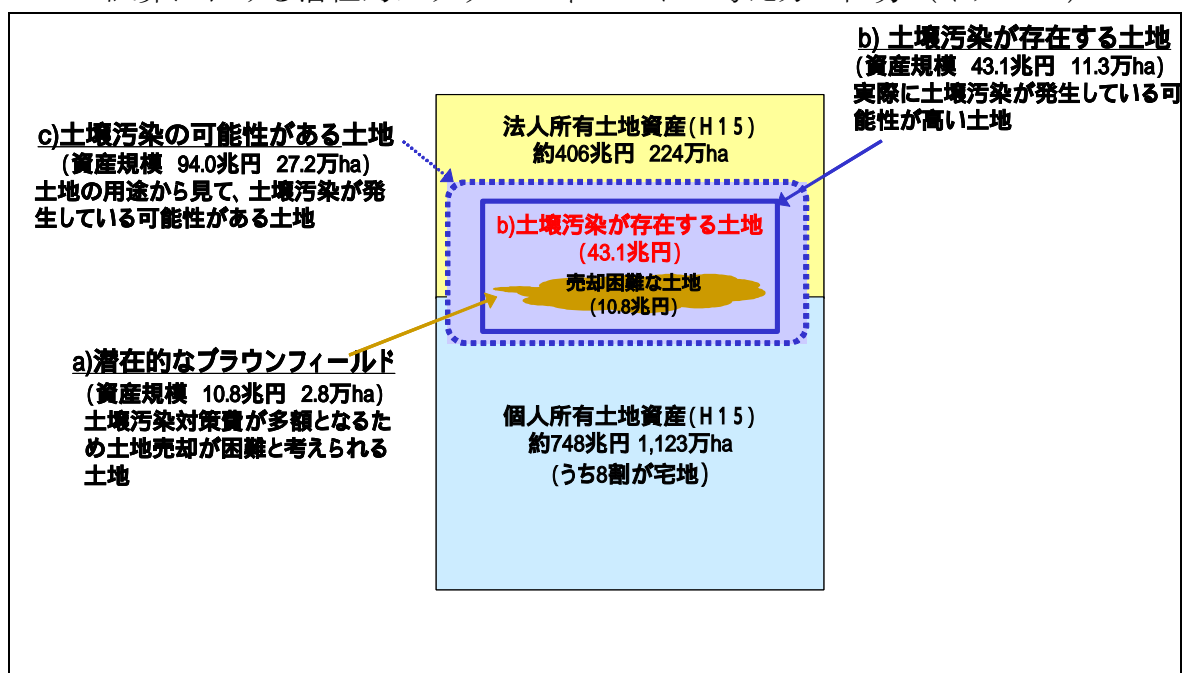 b) 土壌汚染が存在する土地
(資産規模 43.1兆円 11.3万ha)
実際に土壌汚染が発生している可
能性が高い土地
c)土壌汚染の可能性がある土地
(資産規模 94.0兆円 27.2万ha)
土地の用途から見て、土壌汚染が発
生している可能性がある土地
法人所有土地資産(H15)
約406兆円 224万ha
b)土壌汚染が存在する土地
(43.1兆円)
売却困難な土地
(10.8兆円)
a)潜在的なブラウンフィールド
(資産規模 10.8兆円 2.8万ha)
土壌汚染対策費が多額となるた
め土地売却が困難と考えられる
土地
個人所有土地資産(H15)
約748兆円 1,123万ha
(うち8割が宅地)